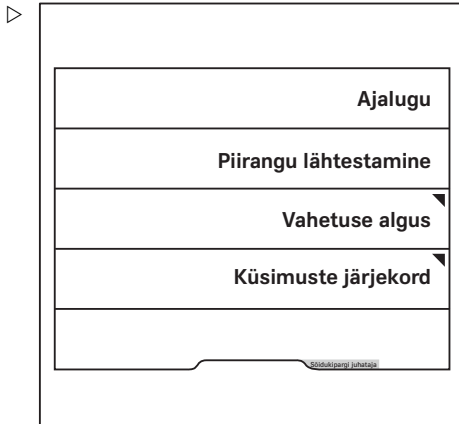 Ajalugu
Piirangu lähtestamine
Vahetuse algus
Küsimuste järjekord
Sõidukipargi juhataja